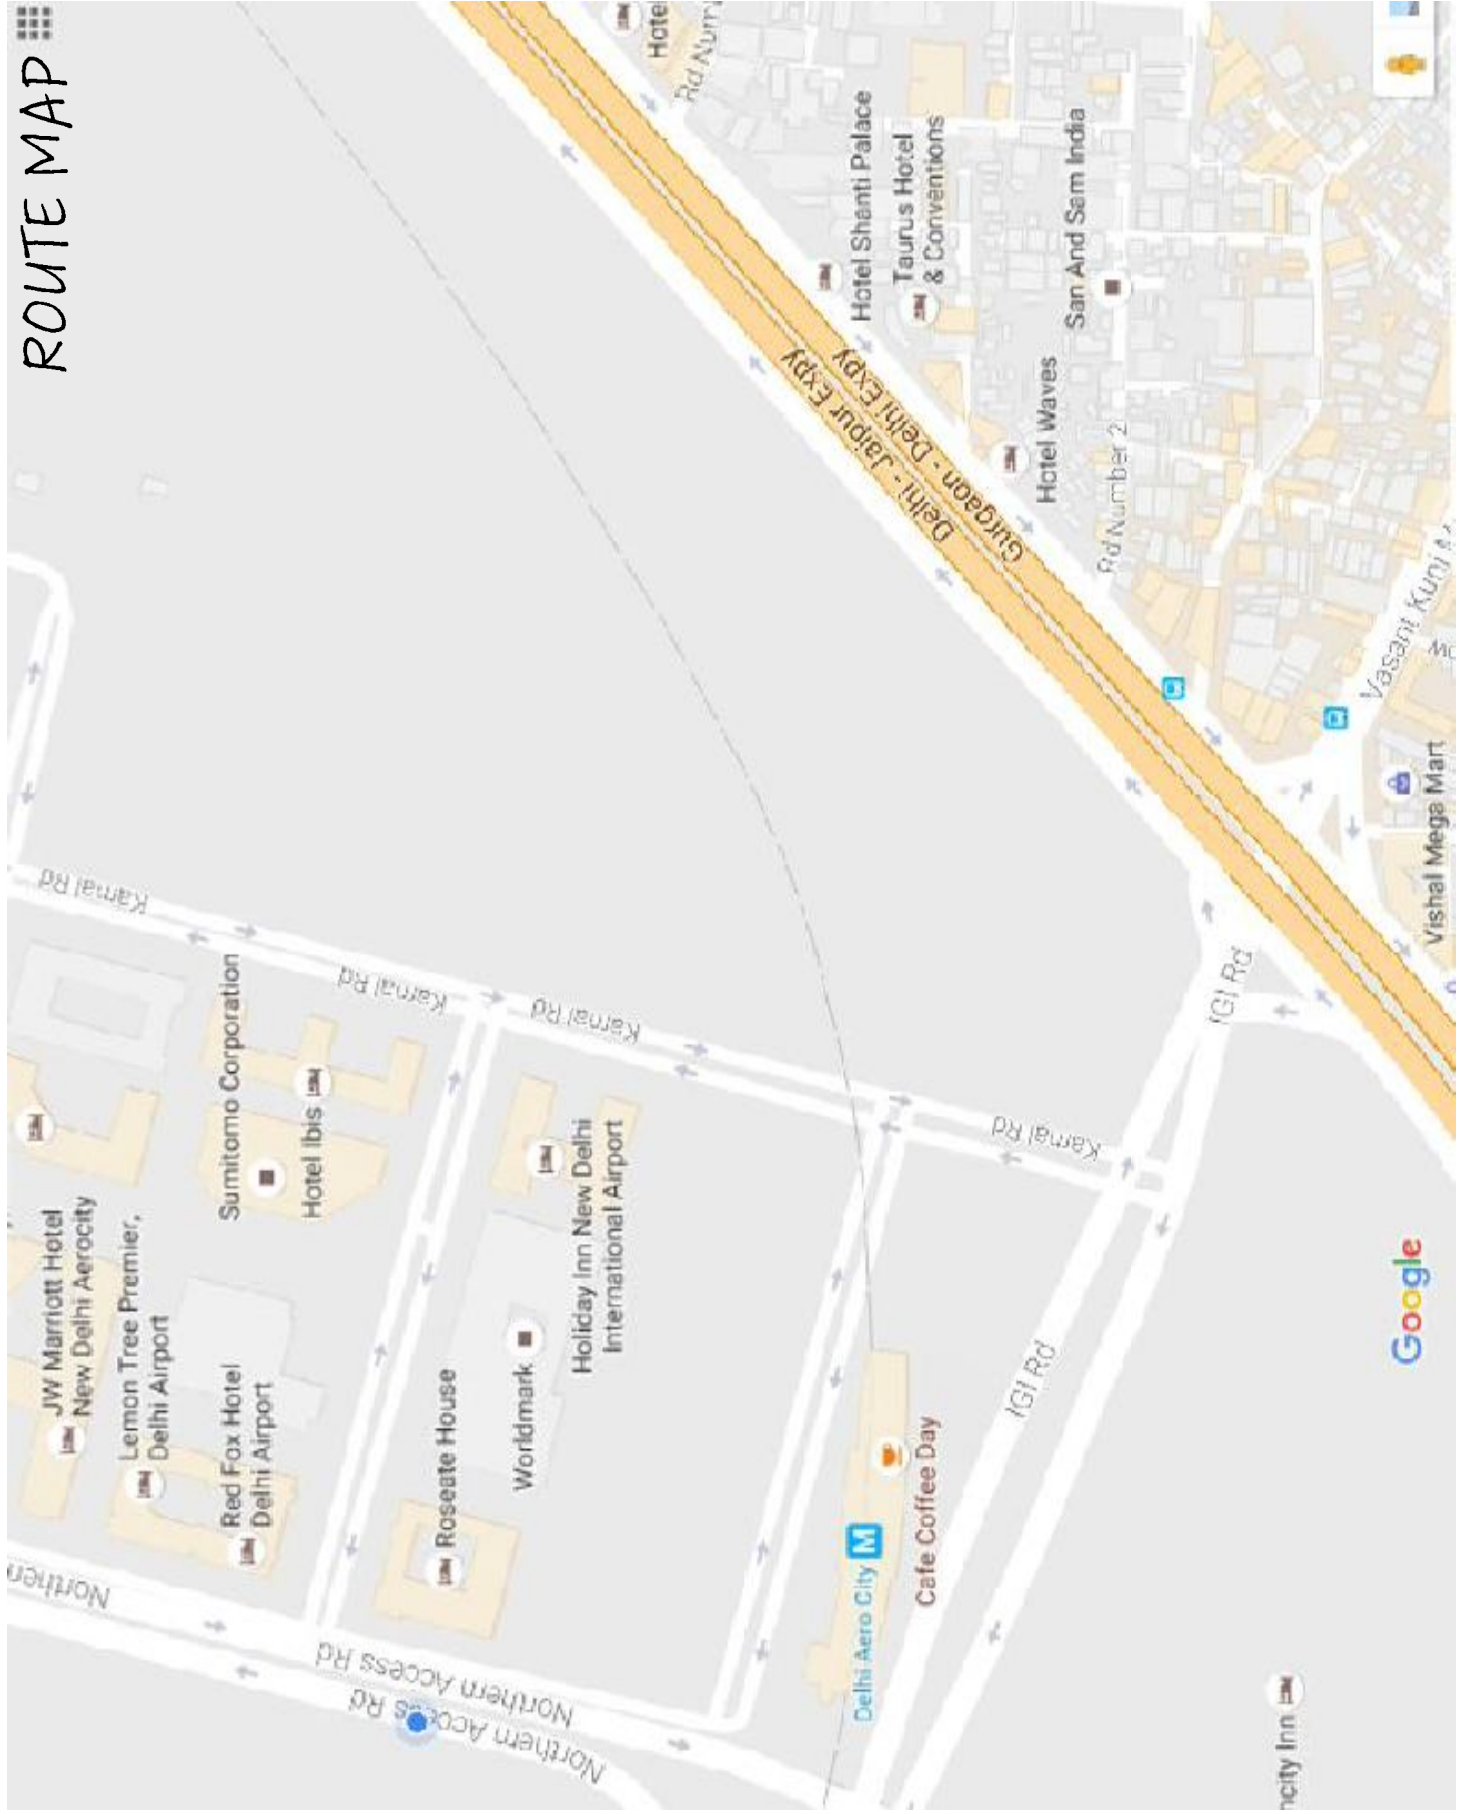 ROUTE MAP
JW Marriott Hotel
New Delhi Aerocity
Lemon Tree Premier,
Delhi Airport
Red Fox Hotel
Delhi Airport
Sumitomo Corporation
Hotel Ibis
Roseate House
Worldmark
Holiday Inn New Delhi
International Airport
Karnal Rd
Karnal Rd
Karnal Rd
Karnal Rd
Northern Access Rd
Northern Access Rd
Delhi Aero City
M
Cafe Coffee Day
IGI Rd
IGI Rd
Delhi - Jaipur Expy
Gurgaon - Delhi Expy
Hotel Shanti Palace
Taurus Hotel
& Conventions
San And Sam India
Hotel Waves
Rd Number 2
Vishal Mega Mart
Google